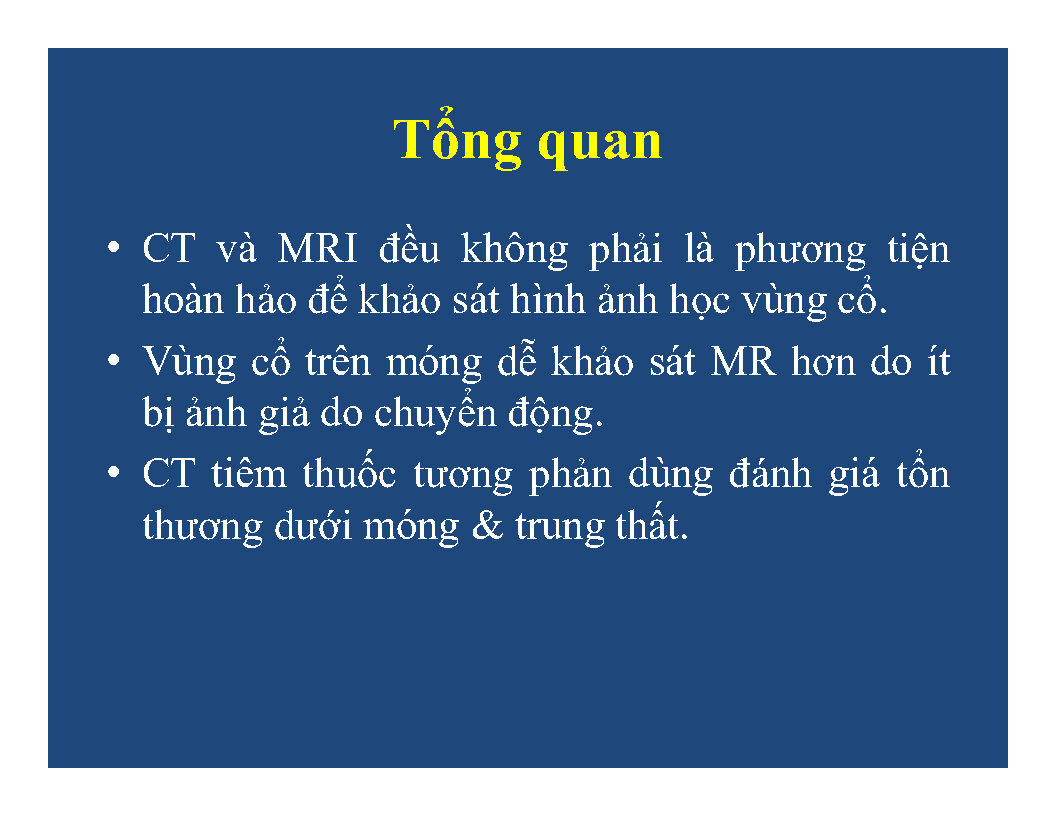 Tổng quan
• CT và MRI đều không phải là phương tiện
hoàn hảo để khảo sát hình ảnh học vùng cổ.
• Vùng cổ trên móng dễ khảo sát MR hơn do ít
bị ảnh giả do chuyển động.
• CT tiêm thuốc tương phản dùng đánh giá tổn
thương dưới móng & trung thất.